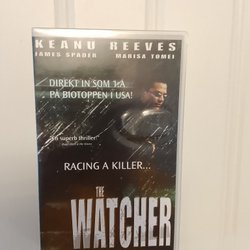 KEANU REEVES
JAMES SPADER MARISA TOMEI
DIREKT IN SOM 1:A
PÅ BIOTOPPEN I USA!
"En superb thriller!"
RACING A KILLER...
THE
WATCHER